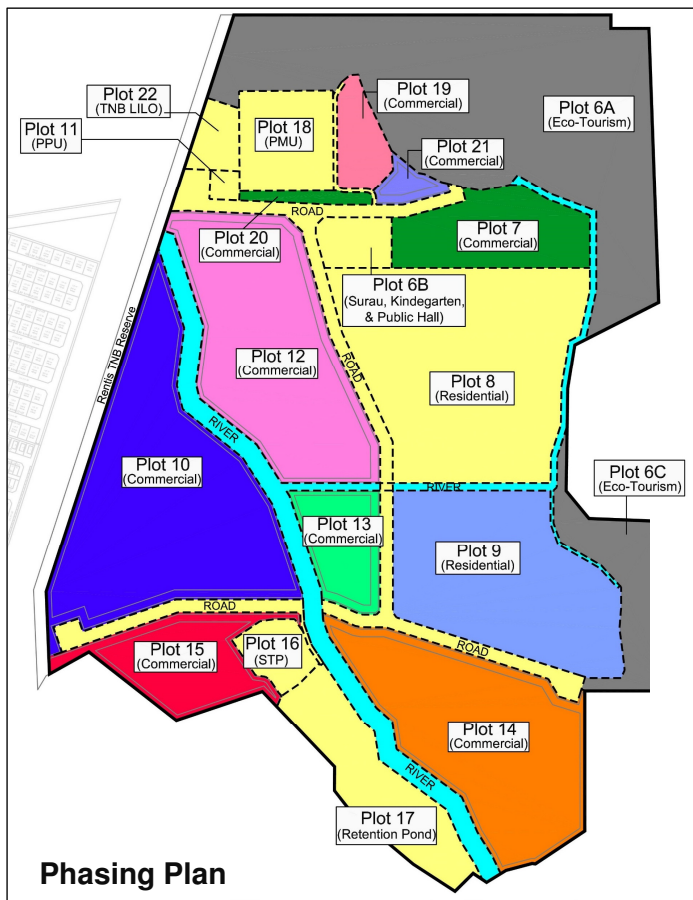 Plot 19
(Commercial)
Plot 22
(TNB LILO)
Plot 6A
(Eco-Tourism)
Plot 11
(PPU)
Plot 18
(PMU)
Plot 21
(Commercial)
ROAD
Plot 20
(Commercial)
Plot 7
(Commercial)
Plot 6B
(Surau, Kindegarten,
& Public Hall)
Rentis TNB Reserve
Plot 12
(Commercial)
ROAD
Plot 8
(Residential)
RIVER
Plot 10
(Commercial)
Plot 6C
(Eco-Tourism)
RIVER
Plot 13
(Commercial)
Plot 9
(Residential)
ROAD
Plot 15
(Commercial)
Plot 16
(STP)
ROAD
Plot 14
(Commercial)
RIVER
Plot 17
(Retention Pond)
Phasing Plan